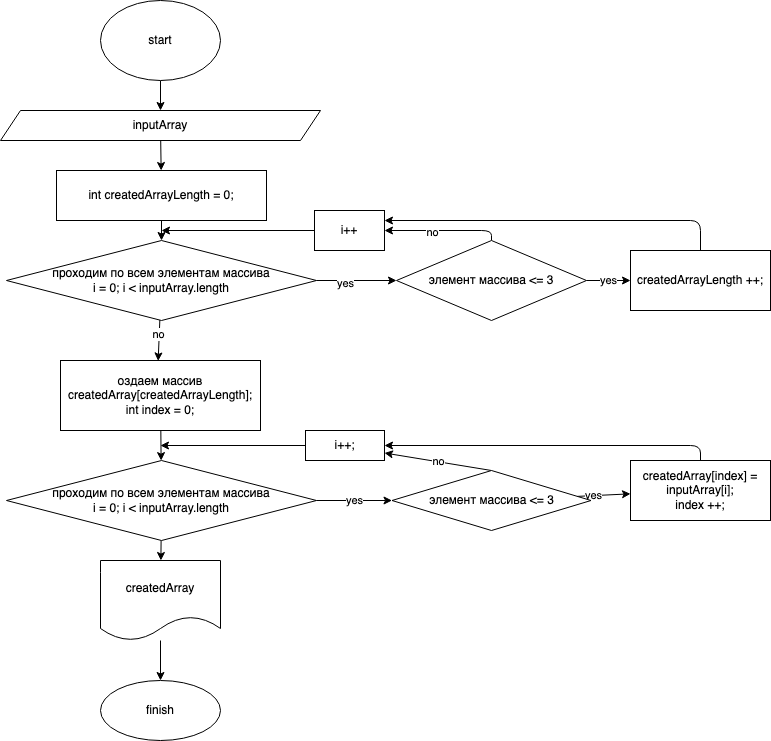 start
inputArray
int createdArrayLength = 0;
i++
no
проходим по всем элементам массива
i = 0; i < inputArray.length
yes
элемент массива <= 3
yes
createdArrayLength ++;
no
оздаем массив
createdArray[createdArrayLength];
int index = 0;
i++;
no
проходим по всем элементам массива
i = 0; i < inputArray.length
yes
элемент массива <= 3
yes
createdArray[index] =
inputArray[i];
index ++;
createdArray
finish